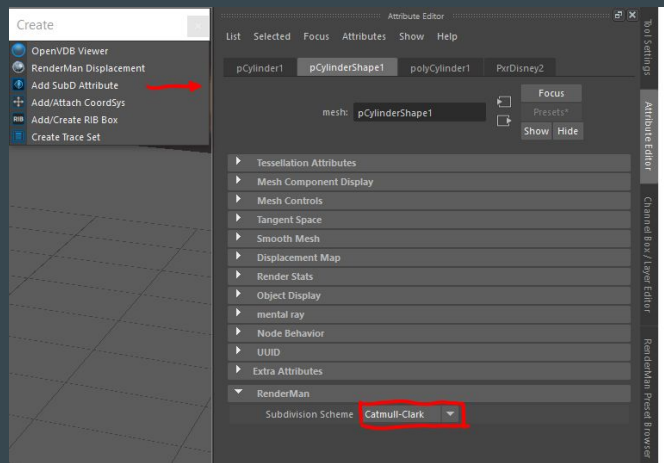 Create
OpenVDB Viewer
RenderMan Displacement
Add SubD Attribute
Add/Attach CoordSys
RIB Add/Create RIB Box
Create Trace Set
Attribute Editor
List Selected Focus Attributes Show Help
pCylinder1 pCylinderShape1 polyCylinder1 PxrDisney2
mesh: pCylinderShape1
Focus
Presets*
Show Hide
Tessellation Attributes
Mesh Component Display
Mesh Controls
Tangent Space
Smooth Mesh
Displacement Map
Render Stats
Object Display
mental ray
Node Behavior
UUID
Extra Attributes
RenderMan
Subdivision Scheme Catmull-Clark
Tool Settings
Attribute Editor
Channel Box / Layer Editor
RenderMan Preset Browser